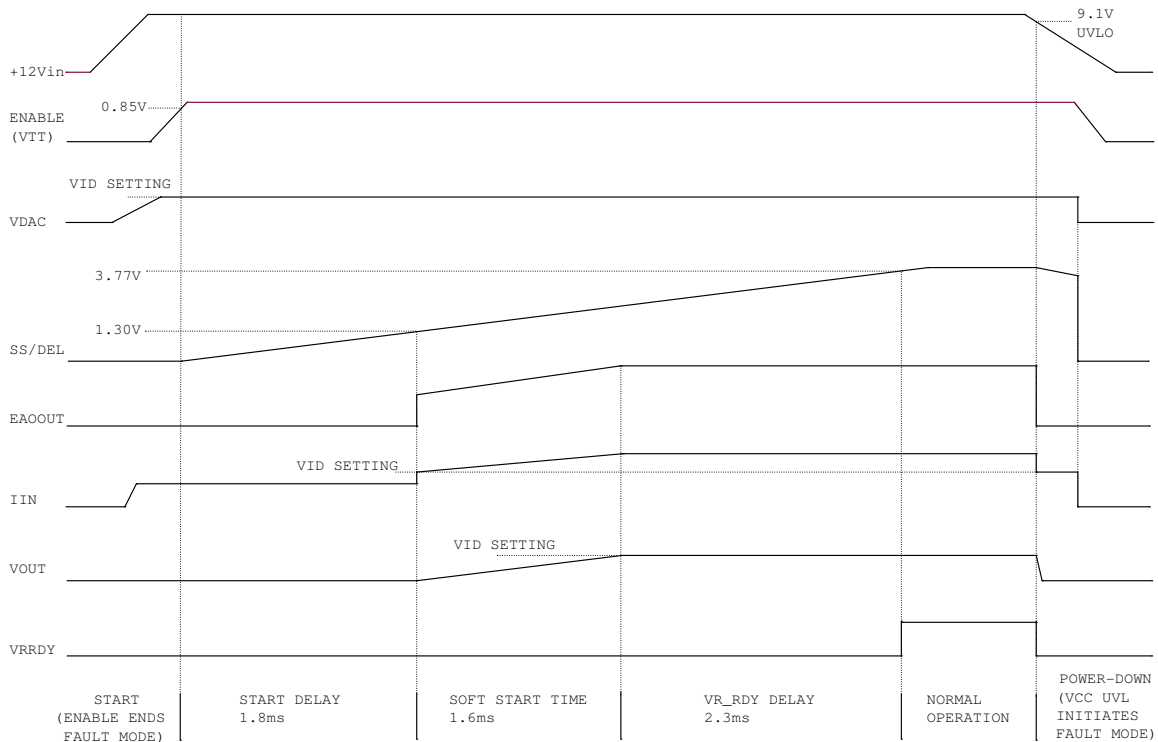 9.1V
UVLO
+12Vin
0.85V
ENABLE
(VTT)
VID SETTING
VDAC
3.77V
1.30V
SS/DEL
EAOOUT
VID SETTING
IIN
VID SETTING
VOUT
VRRDY
START
(ENABLE ENDS
FAULT MODE)
START DELAY
1.8ms
SOFT START TIME
1.6ms
VR_RDY DELAY
2.3ms
NORMAL
OPERATION
POWER-DOWN
(VCC UVL
INITIATES
FAULT MODE)